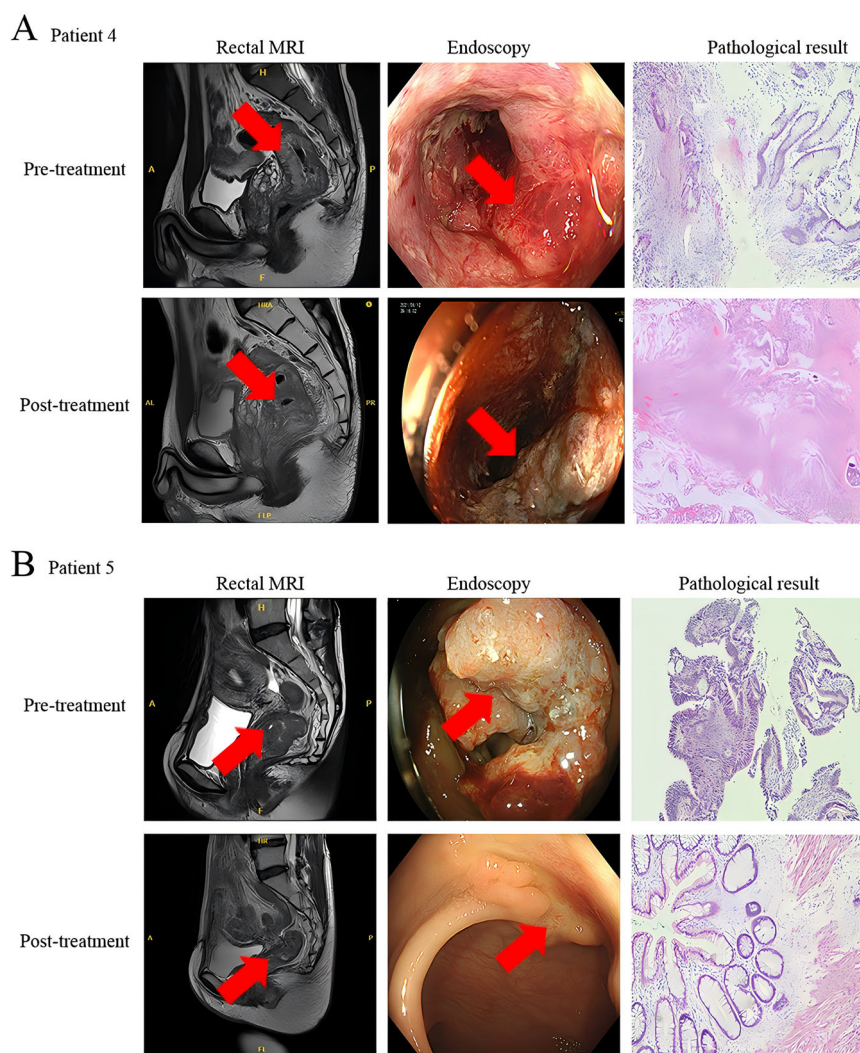 A Patient 4
Rectal MRI Endoscopy Pathological result
Pre-treatment
H
A
P
F
Post-treatment
HRA
AL
PR
FLP
B Patient 5
Rectal MRI Endoscopy Pathological result
Pre-treatment
H
A
P
F
Post-treatment
HR
A
P
FL